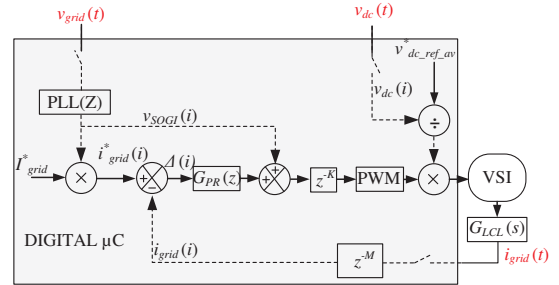 v_grid(t)
v_dc(t)
v*_dc_ref_av
PLL(Z)
v_dc(i)
v_SOGI(i)
÷
I*_grid
i*_grid(i)
Δ(i)
×
+
−
G_PR(z)
+
+
z^-K
PWM
×
VSI
G_LCL(s)
DIGITAL µC
i_grid(i)
z^-M
i_grid(t)